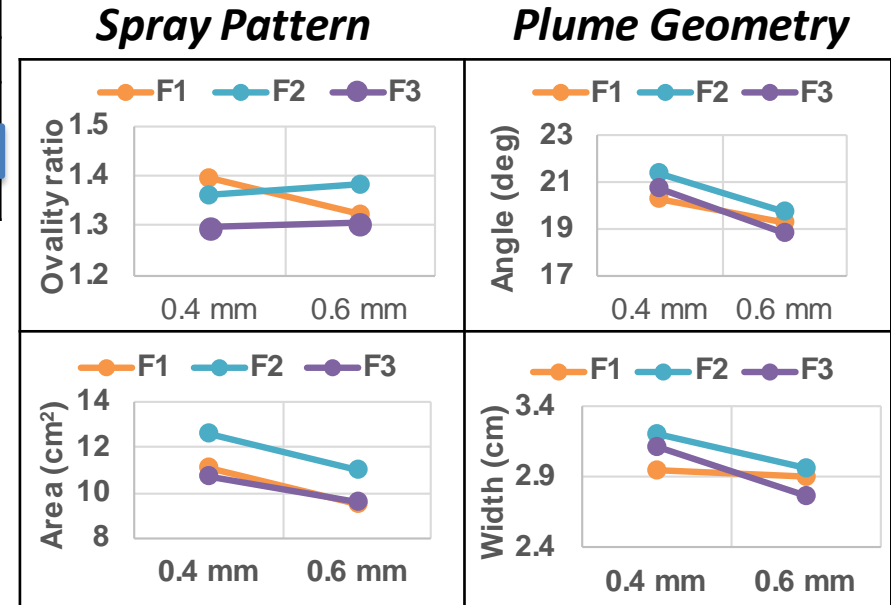 Spray Pattern
Plume Geometry
F1 F2 F3
Ovality ratio
1.5
1.4
1.3
1.2
0.4 mm 0.6 mm
F1 F2 F3
Angle (deg)
23
21
19
17
0.4 mm 0.6 mm
F1 F2 F3
Area (cm²)
14
12
10
8
0.4 mm 0.6 mm
F1 F2 F3
Width (cm)
3.4
2.9
2.4
0.4 mm 0.6 mm